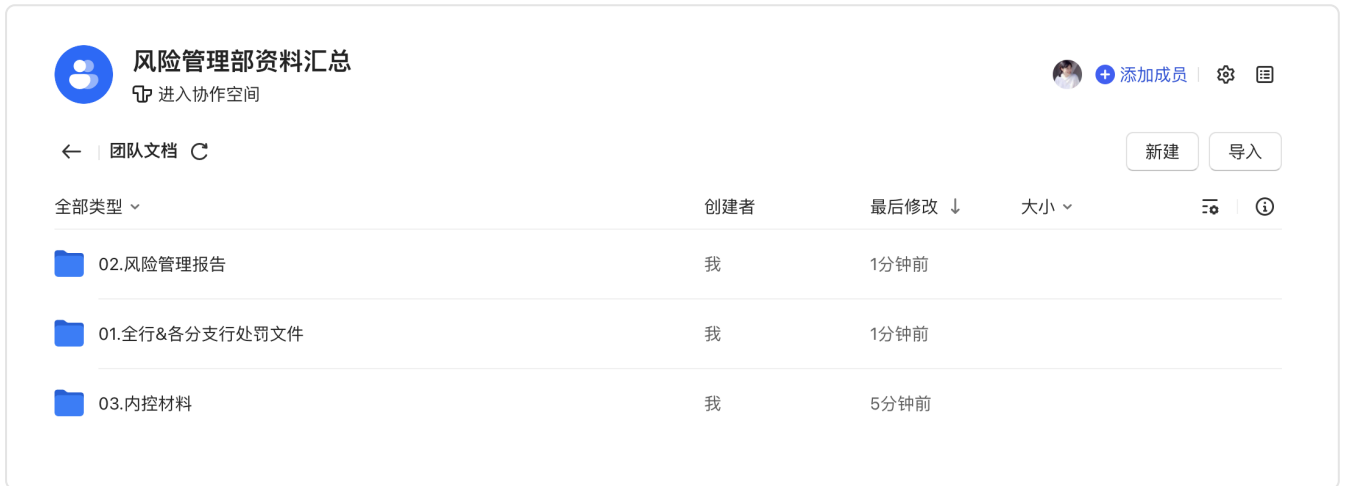 风险管理部资料汇总
进入协作空间
添加成员
团队文档
新建
导入
全部类型 创建者 最后修改 大小
02.风险管理报告 我 1分钟前
01.全行&各分支行处罚文件 我 1分钟前
03.内控材料 我 5分钟前